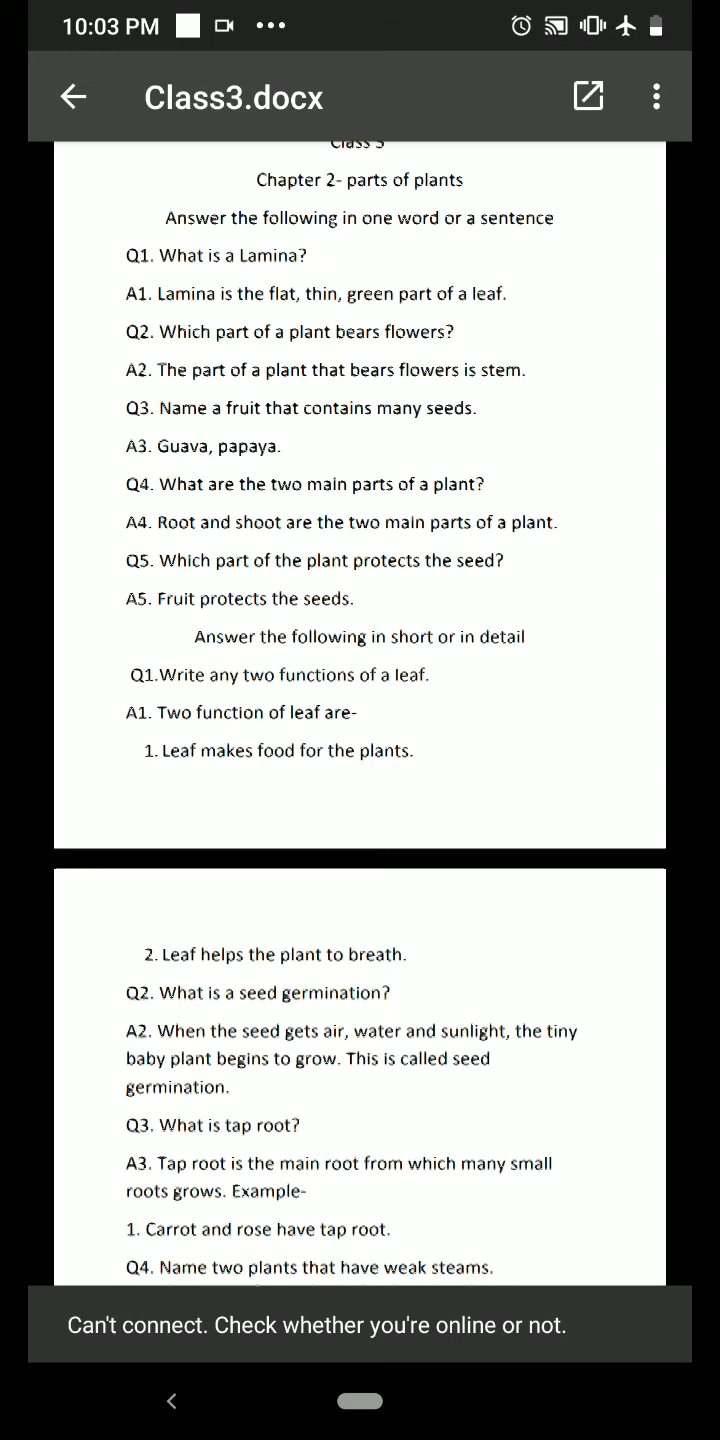 10:03 PM
Class3.docx
Class 3
Chapter 2- parts of plants
Answer the following in one word or a sentence
Q1. What is a Lamina?
A1. Lamina is the flat, thin, green part of a leaf.
Q2. Which part of a plant bears flowers?
A2. The part of a plant that bears flowers is stem.
Q3. Name a fruit that contains many seeds.
A3. Guava, papaya.
Q4. What are the two main parts of a plant?
A4. Root and shoot are the two main parts of a plant.
Q5. Which part of the plant protects the seed?
A5. Fruit protects the seeds.
Answer the following in short or in detail
Q1.Write any two functions of a leaf.
A1. Two function of leaf are-
1. Leaf makes food for the plants.
2. Leaf helps the plant to breath.
Q2. What is a seed germination?
A2. When the seed gets air, water and sunlight, the tiny
baby plant begins to grow. This is called seed
germination.
Q3. What is tap root?
A3. Tap root is the main root from which many small
roots grows. Example-
1. Carrot and rose have tap root.
Q4. Name two plants that have weak steams.
Can't connect. Check whether you're online or not.